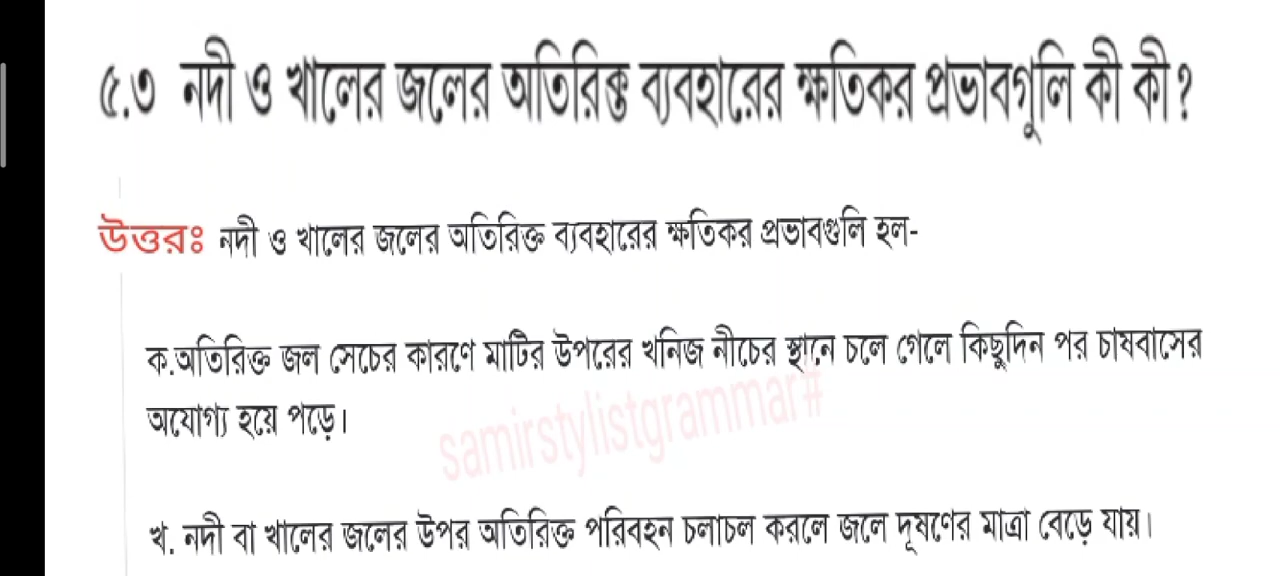 ৫.৩ নদী ও খালের জলের অতিরিক্ত ব্যবহারের ক্ষতিকর প্রভাবগুলি কী কী?
উত্তরঃ নদী ও খালের জলের অতিরিক্ত ব্যবহারের ক্ষতিকর প্রভাবগুলি হল-
ক.অতিরিক্ত জল সেচের কারণে মাটির উপরের খনিজ নীচের স্থানে চলে গেলে কিছুদিন পর চাষবাসের
অযোগ্য হয়ে পড়ে।
samirstylistgrammar#
খ. নদী বা খালের জলের উপর অতিরিক্ত পরিবহন চলাচল করলে জলে দূষণের মাত্রা বেড়ে যায়।